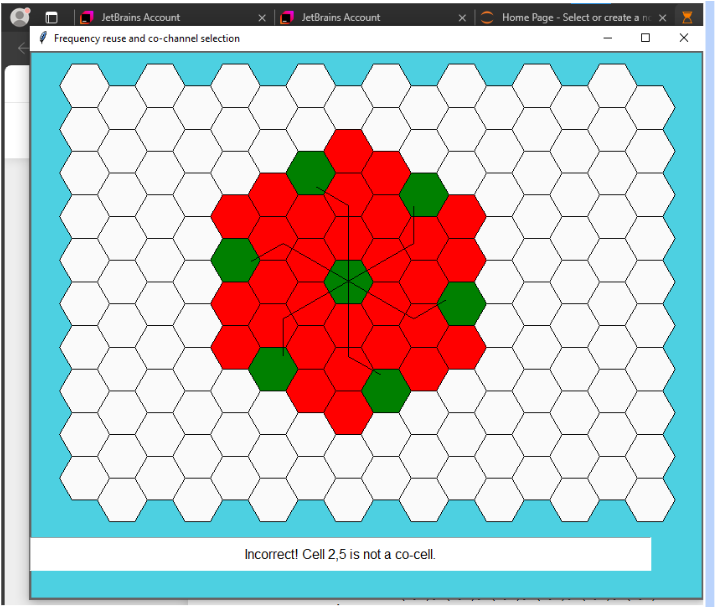 JetBrains Account
JetBrains Account
Home Page - Select or create a
Frequency reuse and co-channel selection
Incorrect! Cell 2,5 is not a co-cell.